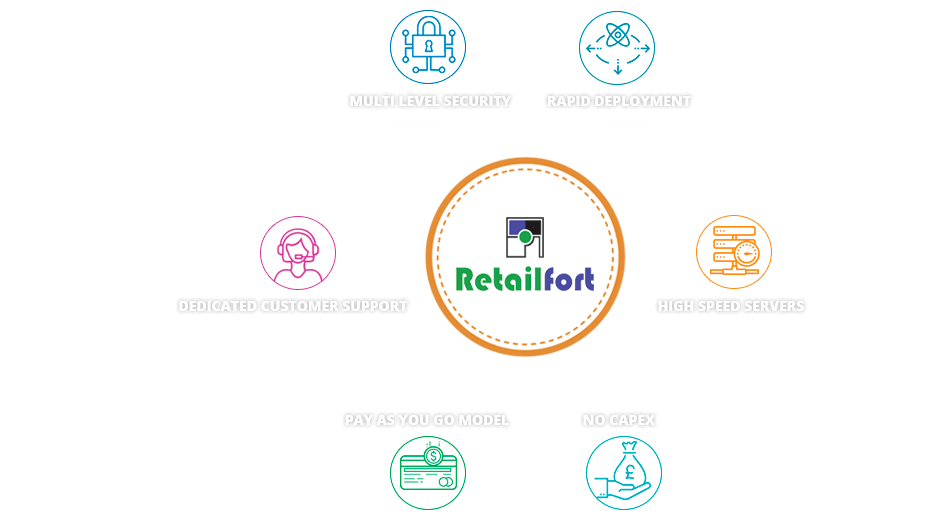 MULTI LEVEL SECURITY
RAPID DEPLOYMENT
Retailfort
DEDICATED CUSTOMER SUPPORT
HIGH SPEED SERVERS
PAY AS YOU GO MODEL
NO CAPEX
$
£